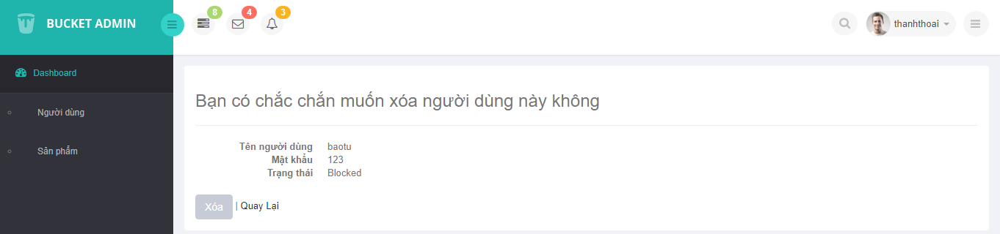 BUCKET ADMIN
8
4
3
thanhthoai
Dashboard
Người dùng
Sản phẩm
Bạn có chắc chắn muốn xóa người dùng này không
Tên người dùng baotu
Mật khẩu 123
Trạng thái Blocked
Xóa | Quay Lại